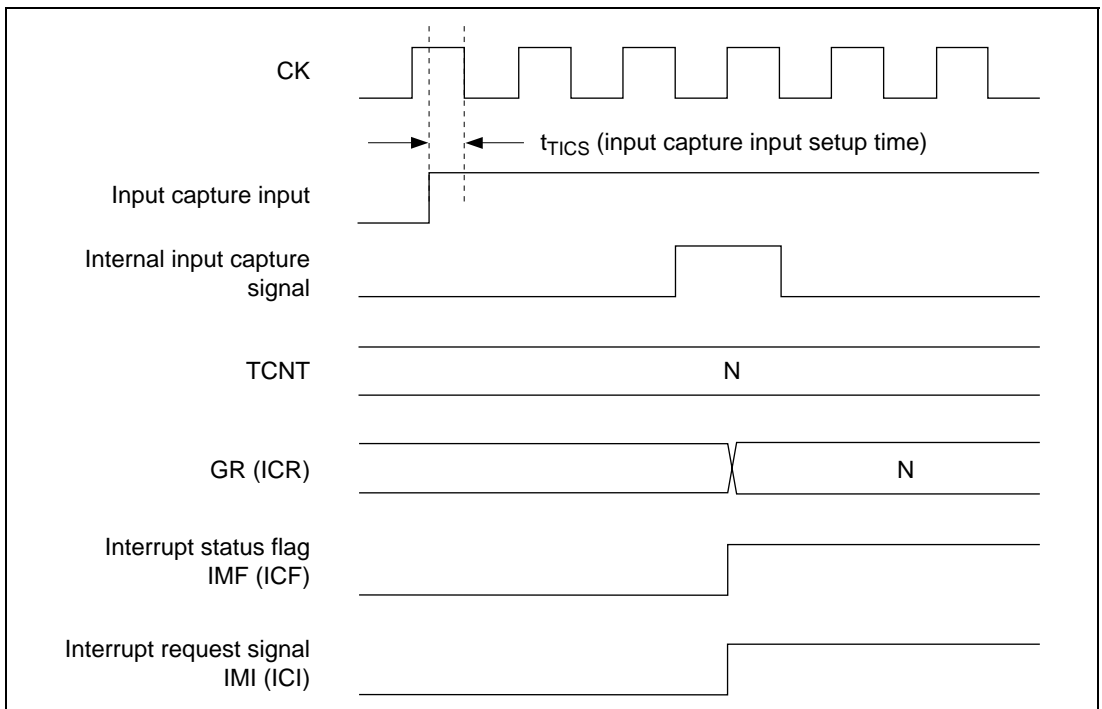 CK
tTICS (input capture input setup time)
Input capture input
Internal input capture
signal
TCNT
N
GR (ICR)
N
Interrupt status flag
IMF (ICF)
Interrupt request signal
IMI (ICI)